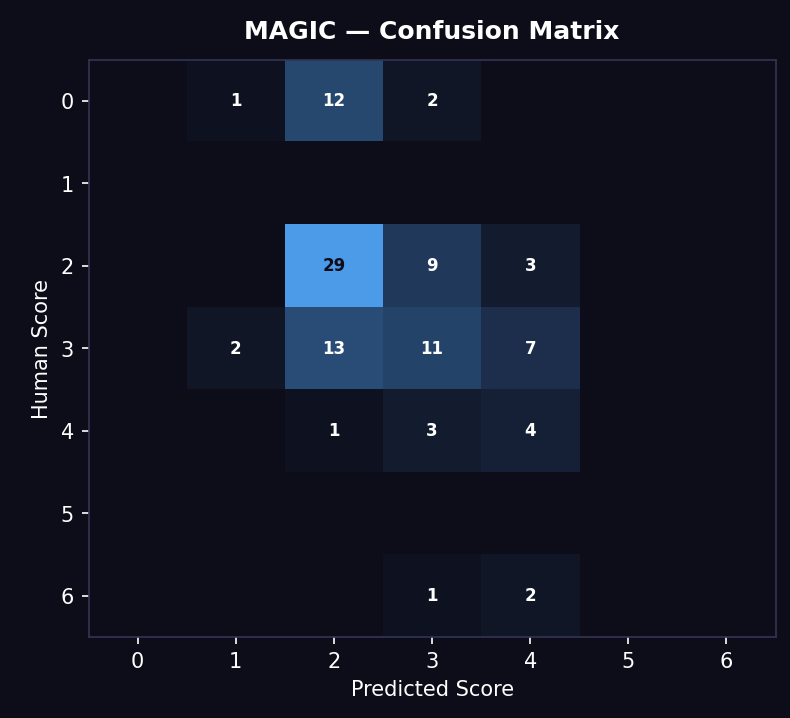 MAGIC — Confusion Matrix
0 1 12 2
1
2 29 9 3
3 2 13 11 7
4 1 3 4
5
6 1 2
0 1 2 3 4 5 6
Human Score
Predicted Score